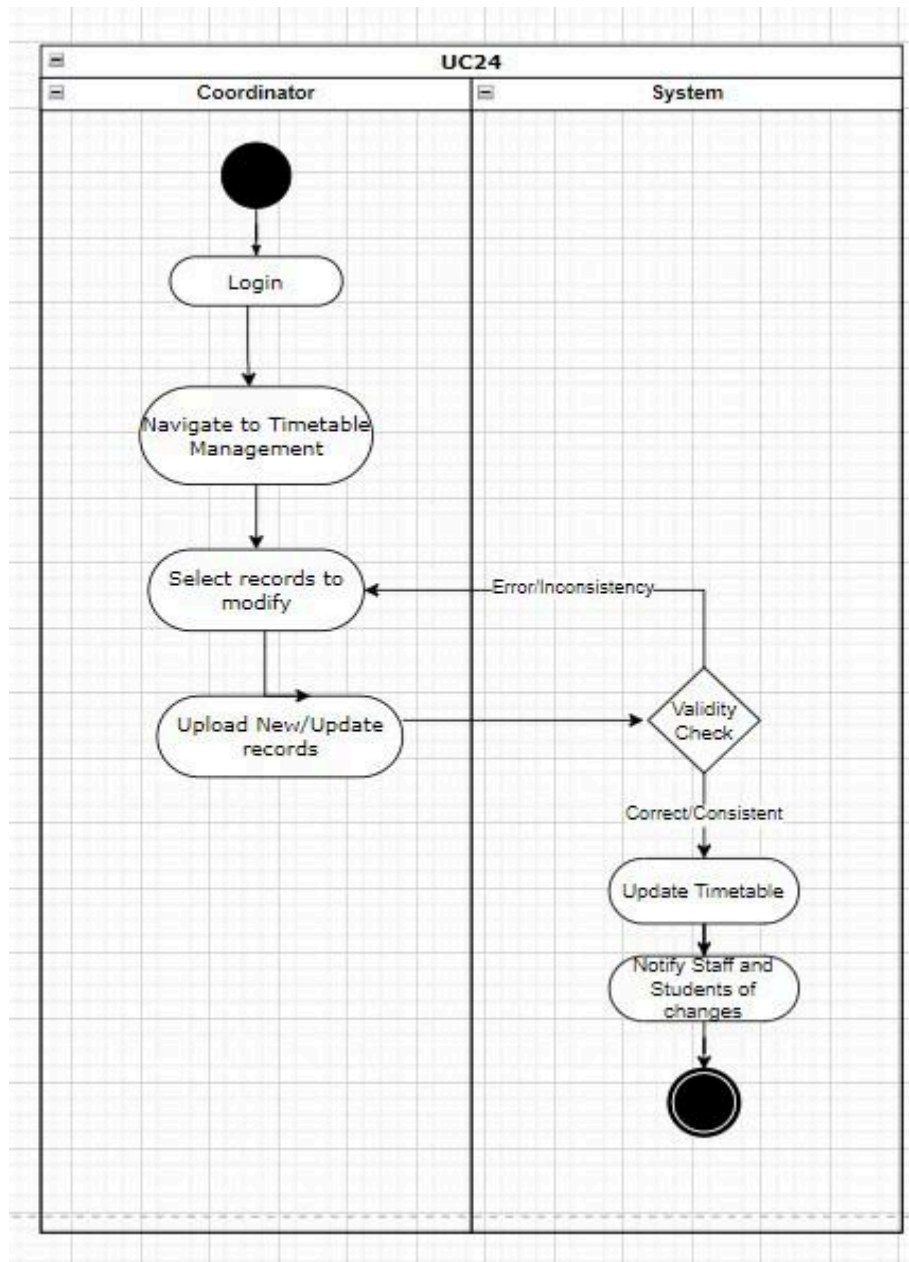 UC24
Coordinator
System
Login
Navigate to Timetable
Management
Select records to
modify
Error/Inconsistency
Upload New/Update
records
Validity
Check
Correct/Consistent
Update Timetable
Notify Staff and
Students of
changes